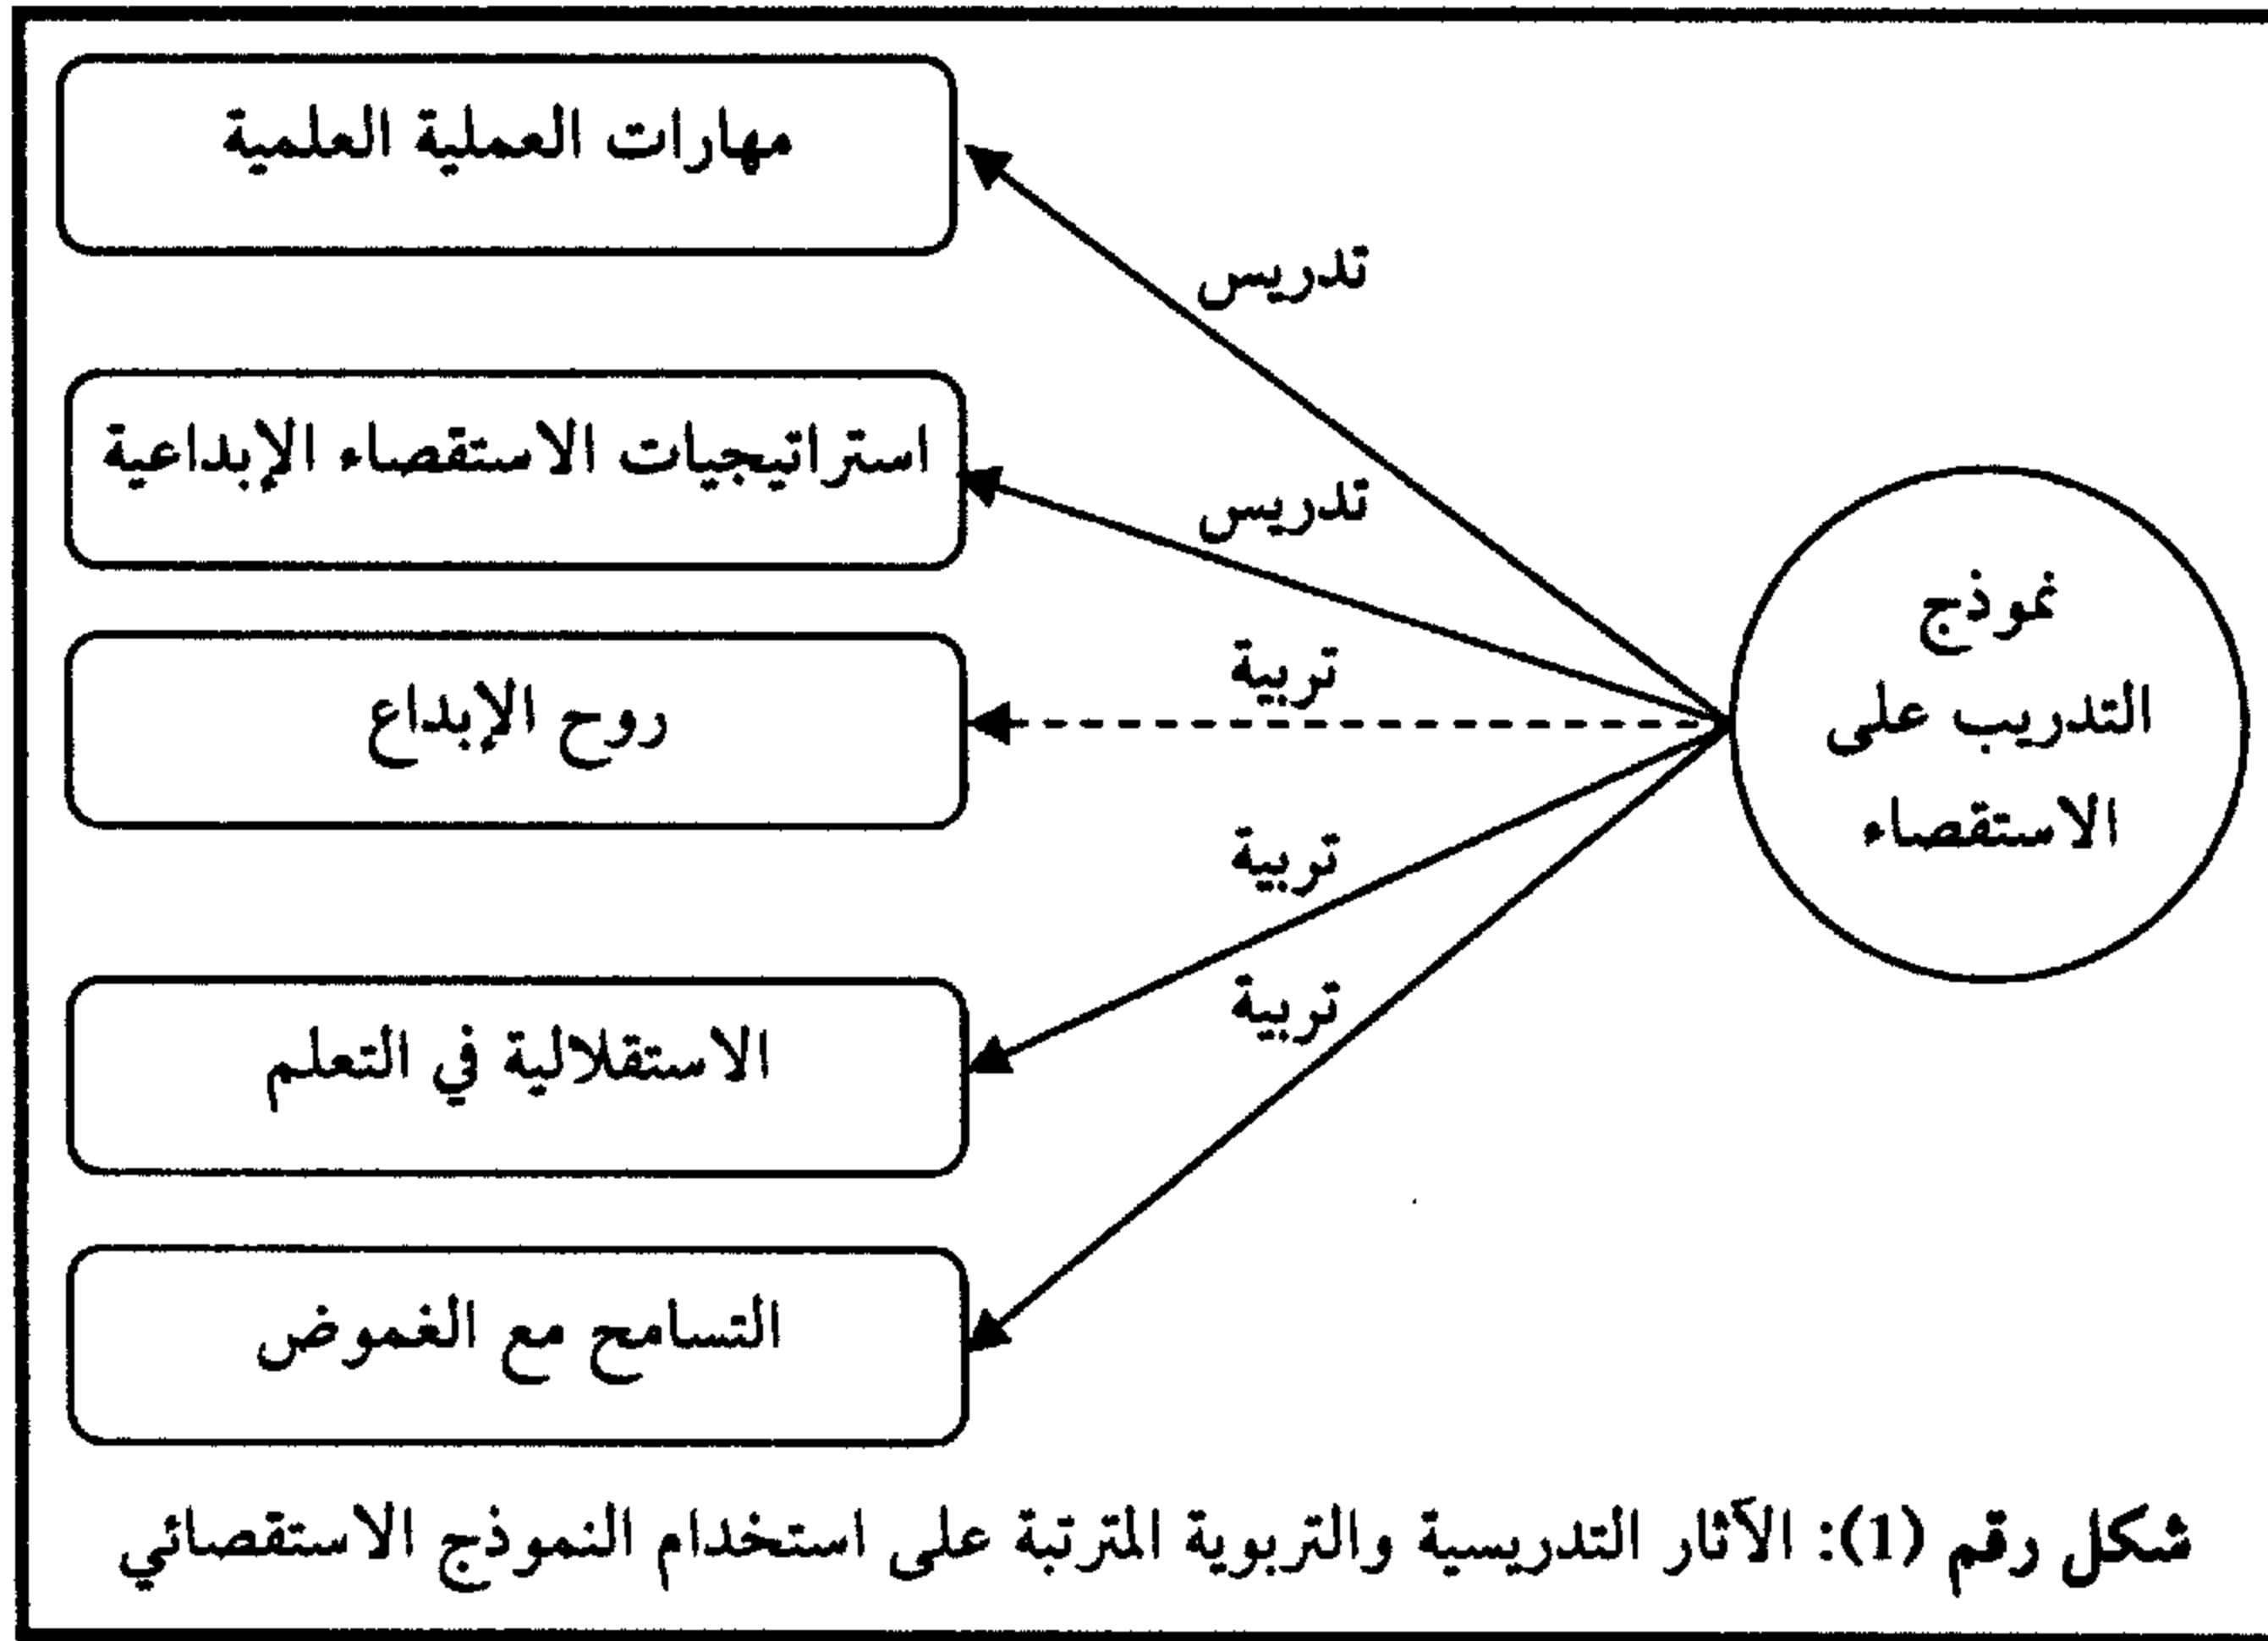 مهارات العملية العلمية
تدريس
استراتيجيات الاستقصاء الإبداعية
تدريس
نموذج
التدريب على
الاستقصاء
تربية
روح الإبداع
تربية
الاستقلالية في التعلم
تربية
التسامح مع الغموض
شكل رقم (1): الآثار التدريسية والتربوية المترتبة على استخدام النموذج الاستقصائي